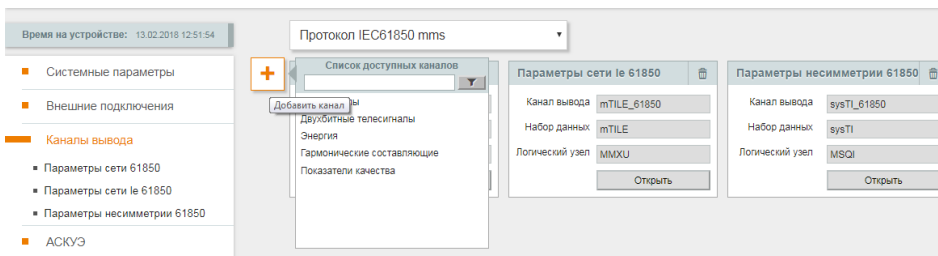 Время на устройстве: 13.02.2018 12:51:54
Системные параметры
Внешние подключения
Каналы вывода
Параметры сети 61850
Параметры сети Ie 61850
Параметры несимметрии 61850
АСКУЭ
Протокол IEC61850 mms
+
Список доступных каналов
Добавить канал
Двухбитные телесигналы
Энергия
Гармонические составляющие
Показатели качества
Параметры сети Ie 61850
Канал вывода mTILE_61850
Набор данных mTILE
Логический узел MMXU
Открыть
Параметры несимметрии 61850
Канал вывода sysTI_61850
Набор данных sysTI
Логический узел MSQI
Открыть